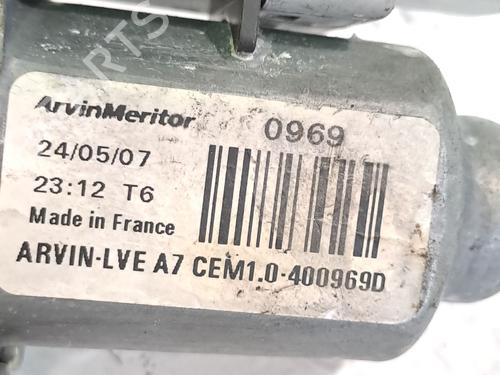 ArvinMeritor 0969
24/05/07
23:12 T6
Made in France
ARVIN-LVE A7 CEM1.0-400969D